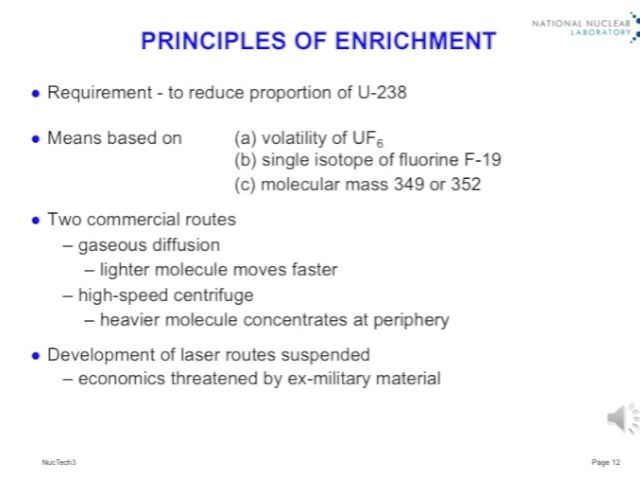 NATIONAL NUCLEAR
LABORATORY
PRINCIPLES OF ENRICHMENT
● Requirement - to reduce proportion of U-238
● Means based on (a) volatility of UF₆
(b) single isotope of fluorine F-19
(c) molecular mass 349 or 352
● Two commercial routes
– gaseous diffusion
– lighter molecule moves faster
– high-speed centrifuge
– heavier molecule concentrates at periphery
● Development of laser routes suspended
– economics threatened by ex-military material
NucTech3 Page 12